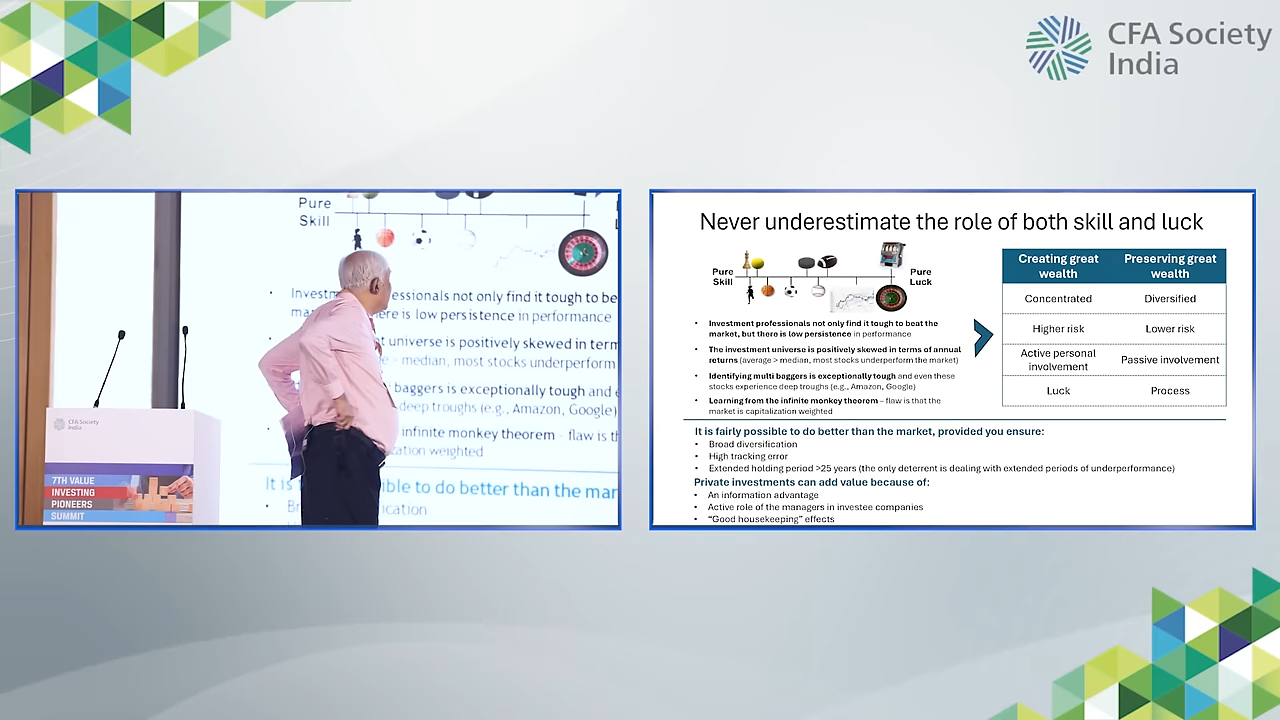 CFA Society
India
Pure
Skill
Investm essionals not only find it tough to be
ma ere is low persistence in performance
t universe is positively skewed in term
> median, most stocks underperform
baggers is exceptionally tough and e
deep troughs (e.g., Amazon, Google)
infinite monkey theorem – flaw is th
zation weighted
It is ible to do better than the mar
Br ication
CFA Society
India
7TH VALUE
INVESTING
PIONEERS
SUMMIT
Never underestimate the role of both skill and luck
Pure
Skill
Pure
Luck
• Investment professionals not only find it tough to beat the
market, but there is low persistence in performance
• The investment universe is positively skewed in terms of annual
returns (average > median, most stocks underperform the market)
• Identifying multi baggers is exceptionally tough and even these
stocks experience deep troughs (e.g., Amazon, Google)
• Learning from the infinite monkey theorem – flaw is that the
market is capitalization weighted
Creating great wealth Preserving great wealth
Concentrated Diversified
Higher risk Lower risk
Active personal involvement Passive involvement
Luck Process
It is fairly possible to do better than the market, provided you ensure:
• Broad diversification
• High tracking error
• Extended holding period >25 years (the only deterrent is dealing with extended periods of underperformance)
Private investments can add value because of:
• An information advantage
• Active role of the managers in investee companies
• “Good housekeeping” effects